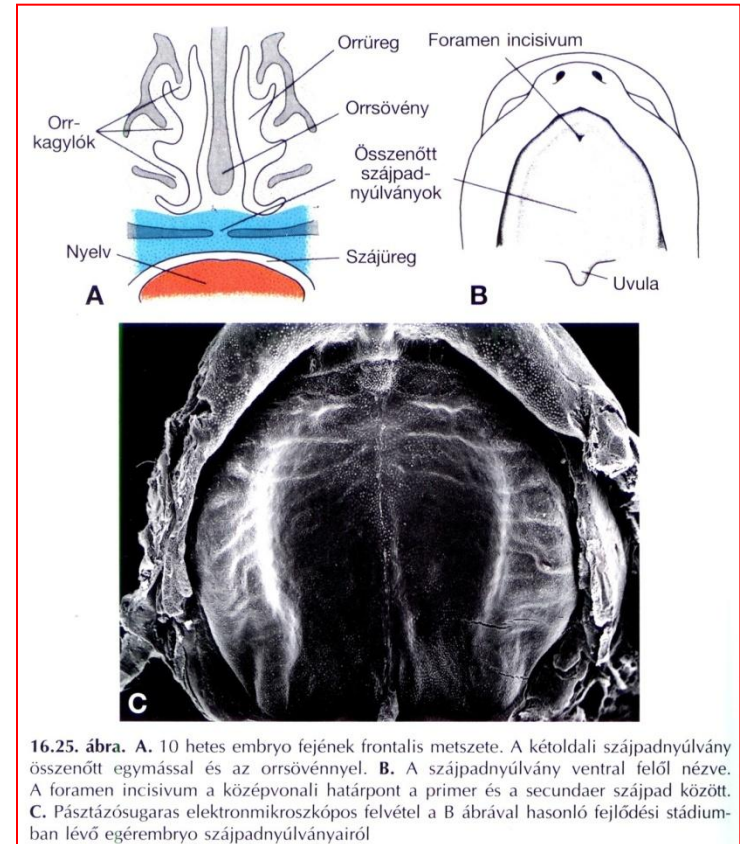 Orrüreg
Foramen incisivum
Orr-
kagylók
Orrsövény
Összenőtt
szájpad-
nyúlványok
Nyelv
Szájüreg
A
B
Uvula
C
16.25. ábra. A. 10 hetes embryo fejének frontalis metszete. A kétoldali szájpadnyúlvány
összenőtt egymással és az orrsövénnyel. B. A szájpadnyúlvány ventral felől nézve.
A foramen incisivum a középvonali határpont a primer és a secundaer szájpad között.
C. Pásztázósugaras elektronmikroszkópos felvétel a B ábrával hasonló fejlődési stádium-
ban lévő egérembryo szájpadnyúlványairól